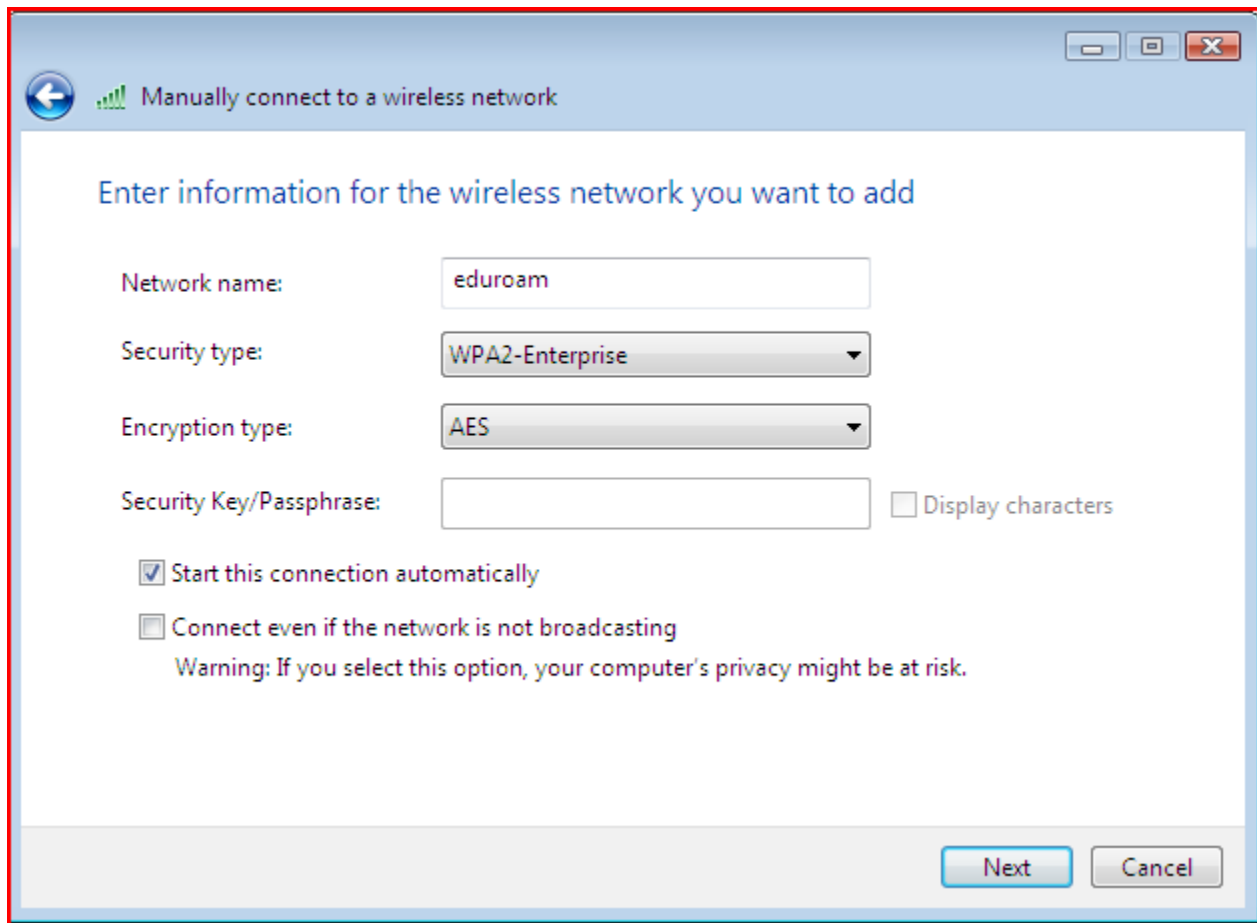 Manually connect to a wireless network
Enter information for the wireless network you want to add
Network name: eduroam
Security type: WPA2-Enterprise
Encryption type: AES
Security Key/Passphrase: Display characters
Start this connection automatically
Connect even if the network is not broadcasting
Warning: If you select this option, your computer's privacy might be at risk.
Next Cancel